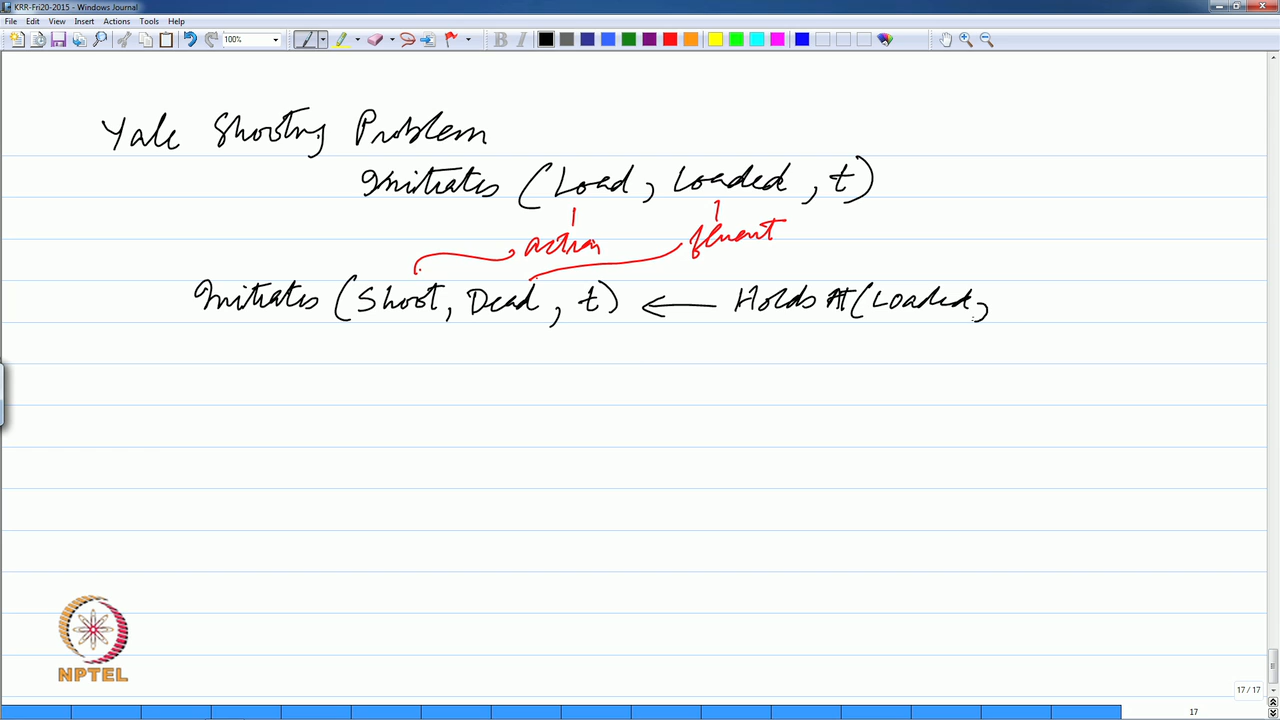 KRR-Fri20-2015 - Windows Journal
File Edit View Insert Actions Tools Help
100%
Yale Shooting Problem
Initiates (Load, Loaded, t)
action fluent
Initiates (Shoot, Dead, t) ← HoldsAt(Loaded,
NPTEL
17 / 17
17